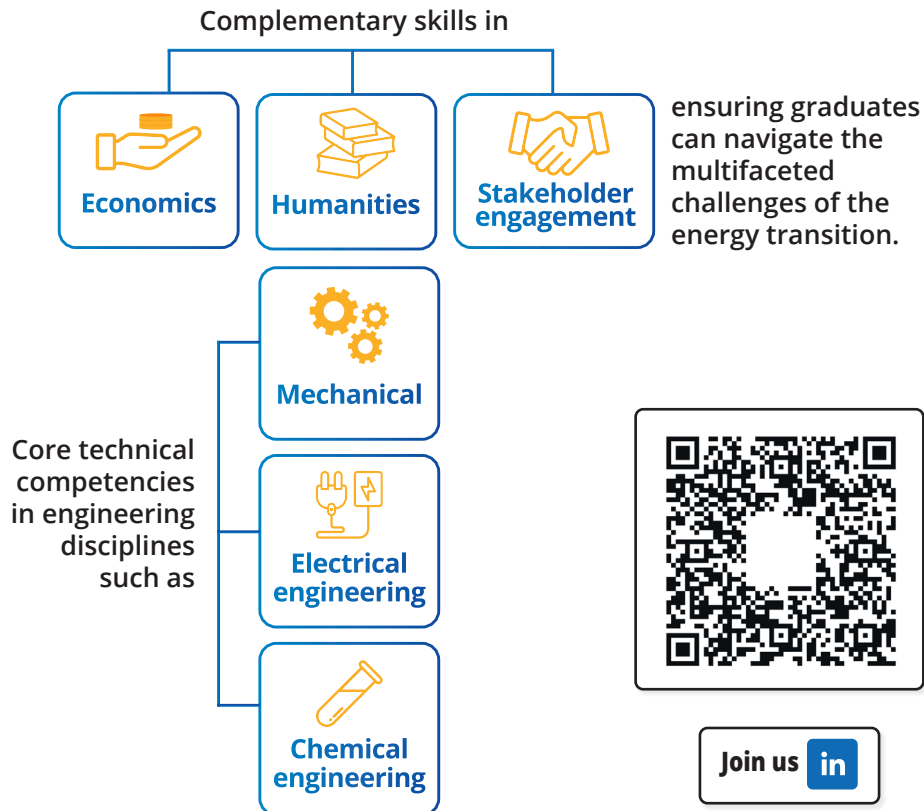 Complementary skills in
Economics
Humanities
Stakeholder
engagement
ensuring graduates
can navigate the
multifaceted
challenges of the
energy transition.
Core technical
competencies
in engineering
disciplines
such as
Mechanical
Electrical
engineering
Chemical
engineering
Join us in